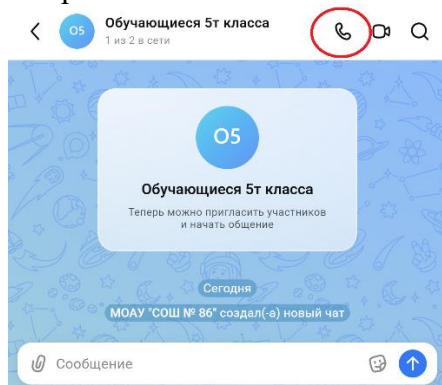 О5
Обучающиеся 5т класса
1 из 2 в сети
О5
Обучающиеся 5т класса
Теперь можно пригласить участников
и начать общение
Сегодня
МОАУ "СОШ № 86" создал(-а) новый чат
Сообщение